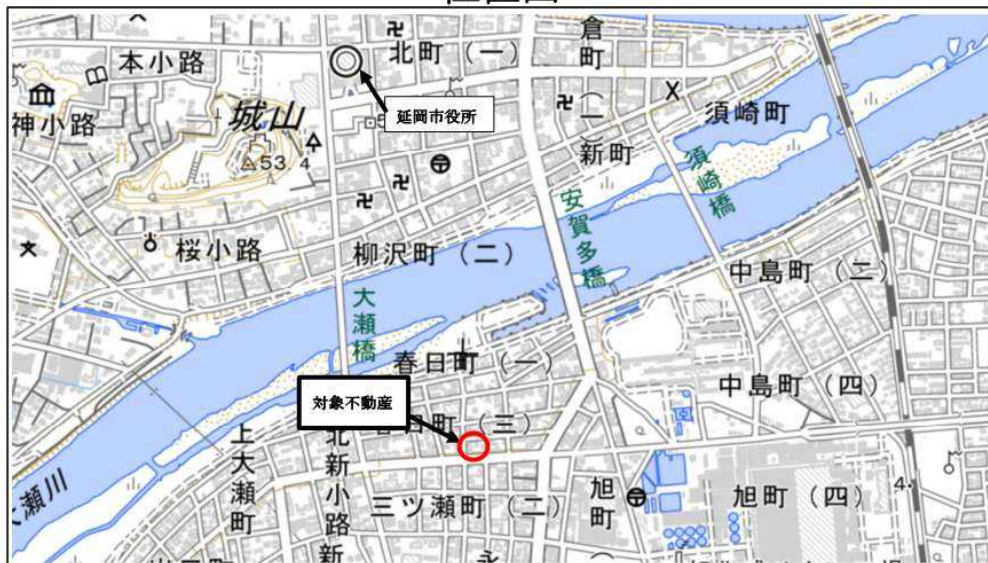 本小路
北町（一）
倉町（一）
延岡市役所
神小路
城山
53
4
須崎町
新町
須崎橋
安賀多橋
桜小路
柳沢町（二）
中島町（二）
大瀬橋
春日町（一）
対象不動産
中島町（四）
日町（三）
上大瀬町
北新小路
新
三ツ瀬町（二）
旭町（
旭町（四）
4
瀬川
永